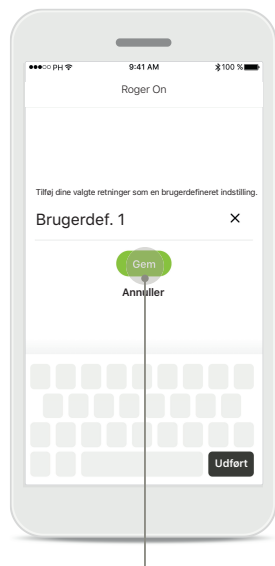 ●●●○○ PH 9:41 AM 100 %
Roger On
Tilføj dine valgte retninger som en brugerdefineret indstilling.
Brugerdef. 1 ✕
Gem
Annuller
Udført